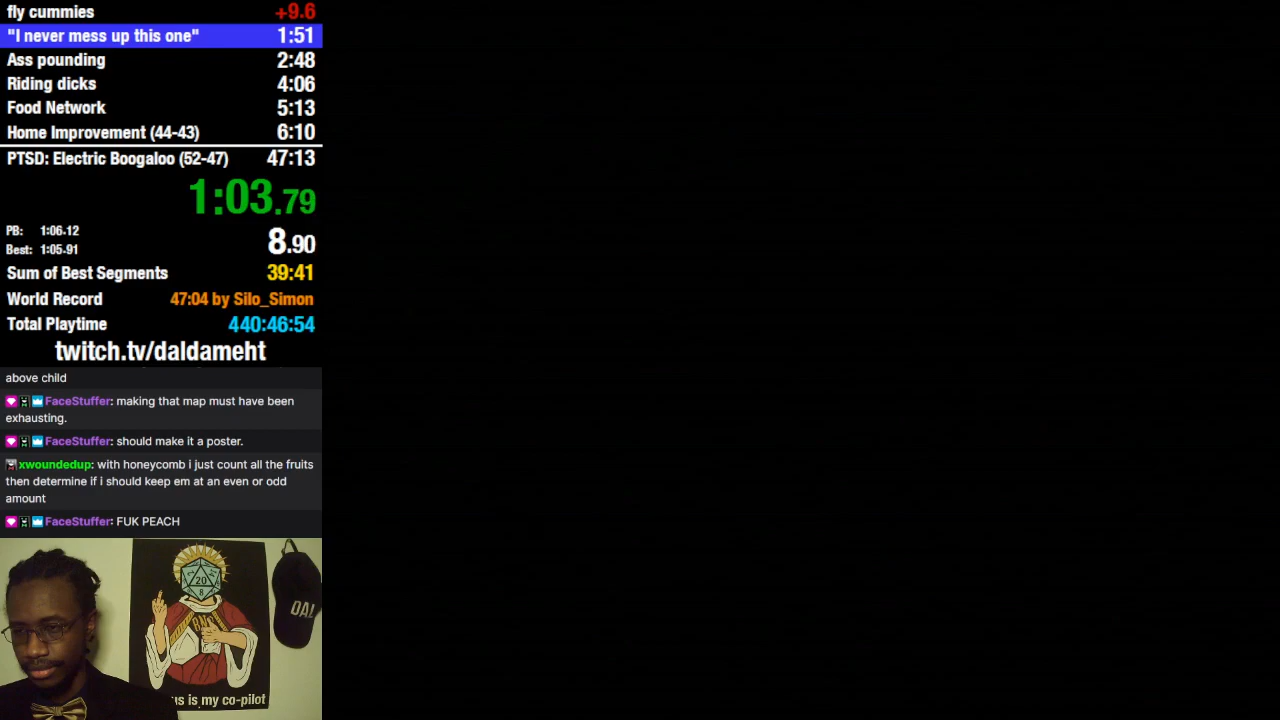 fly cummies +9.6
"I never mess up this one" 1:51
Ass pounding 2:48
Riding dicks 4:06
Food Network 5:13
Home Improvement (44-43) 6:10
PTSD: Electric Boogaloo (52-47) 47:13
1:03.79
PB: 1:06.12
8.90
Best: 1:05.91
Sum of Best Segments 39:41
World Record 47:04 by Silo_Simon
Total Playtime 440:46:54
twitch.tv/daldameht
above child
FaceStuffer: making that map must have been
exhausting.
FaceStuffer: should make it a poster.
xwoundedup: with honeycomb i just count all the fruits
then determine if i should keep em at an even or odd
amount
FaceStuffer: FUK PEACH
20
8
DAL
us is my co-pilot